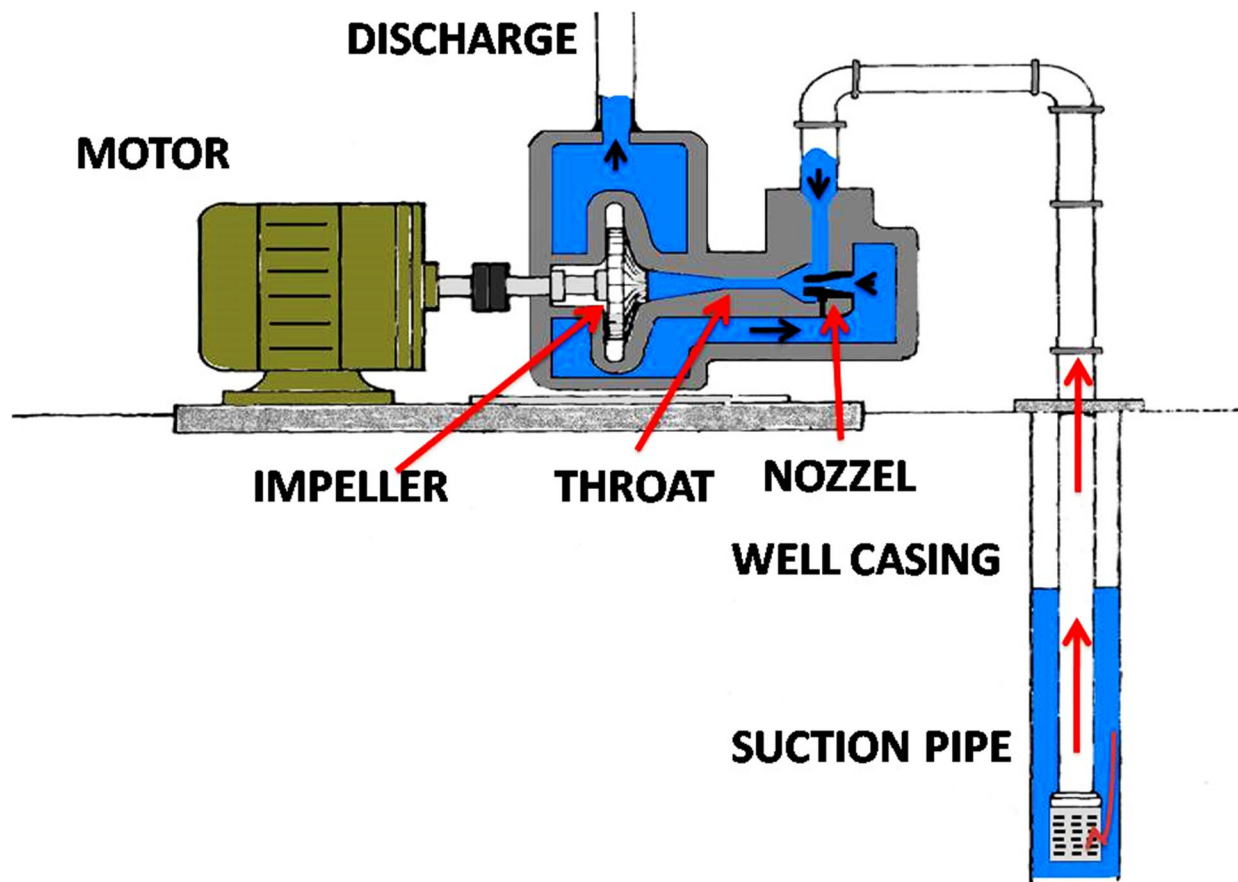 DISCHARGE
MOTOR
IMPELLER
THROAT
NOZZEL
WELL CASING
SUCTION PIPE